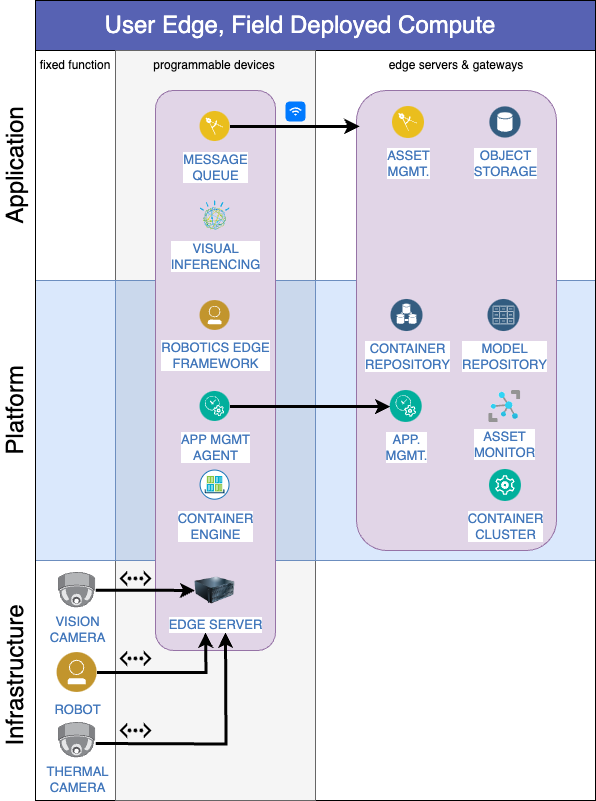 User Edge, Field Deployed Compute
fixed function
programmable devices
edge servers & gateways
Application
MESSAGE
QUEUE
ASSET
MGMT.
OBJECT
STORAGE
VISUAL
INFERENCING
Platform
ROBOTICS EDGE
FRAMEWORK
CONTAINER
REPOSITORY
MODEL
REPOSITORY
APP MGMT
AGENT
APP.
MGMT.
ASSET
MONITOR
CONTAINER
ENGINE
CONTAINER
CLUSTER
Infrastructure
VISION
CAMERA
EDGE SERVER
ROBOT
THERMAL
CAMERA